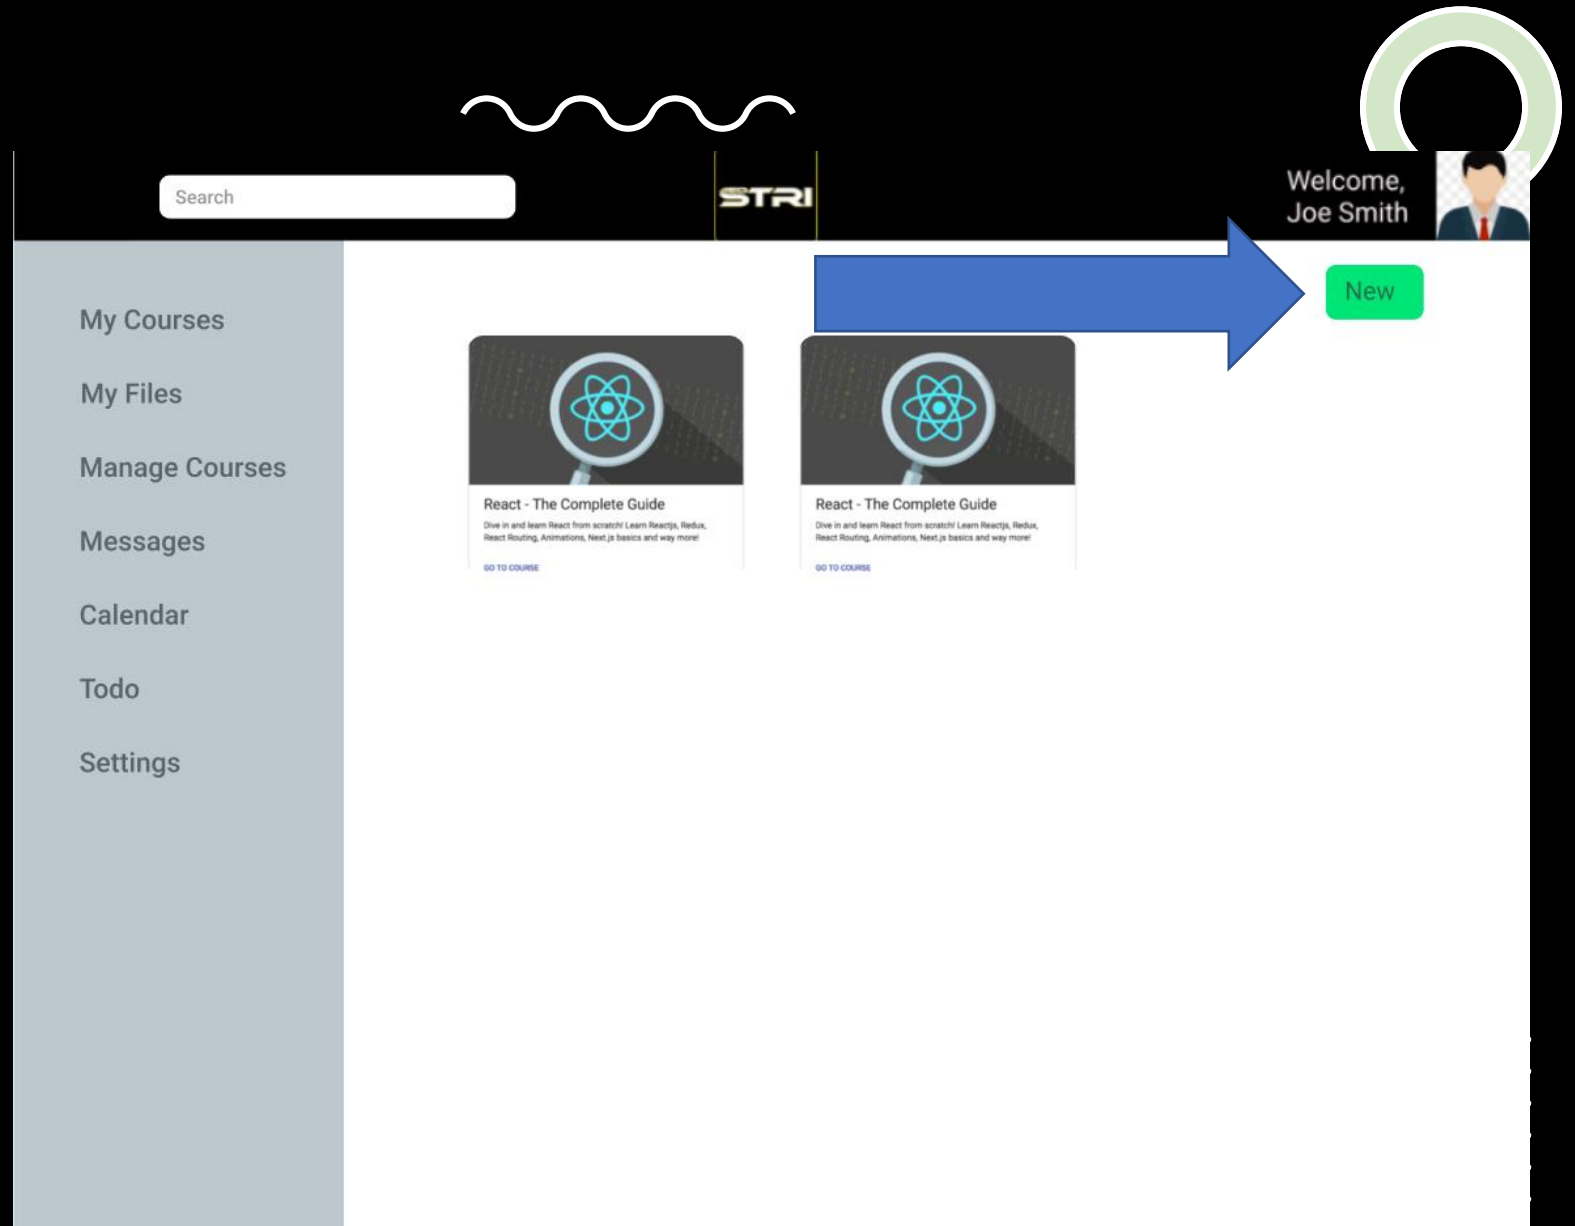 Search
STRI
Welcome,
Joe Smith
New
My Courses
My Files
Manage Courses
Messages
Calendar
Todo
Settings
React - The Complete Guide
Dive in and learn React from scratch! Learn Reactjs, Redux,
React Routing, Animations, Next.js basics and way more!
GO TO COURSE
React - The Complete Guide
Dive in and learn React from scratch! Learn Reactjs, Redux,
React Routing, Animations, Next.js basics and way more!
GO TO COURSE